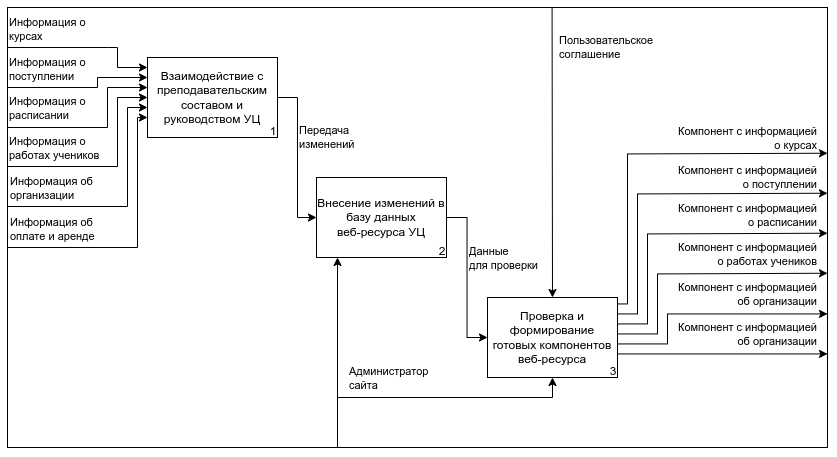 Информация о
курсах
Информация о
поступлении
Информация о
расписании
Информация о
работах учеников
Информация об
организации
Информация об
оплате и аренде
Взаимодействие с
преподавательским
составом и
руководством УЦ
1
Передача
изменений
Внесение изменений в
базу данных
веб-ресурса УЦ
2
Данные
для проверки
Пользовательское
соглашение
Проверка и
формирование
готовых компонентов
веб-ресурса
3
Администратор
сайта
Компонент с информацией
о курсах
Компонент с информацией
о поступлении
Компонент с информацией
о расписании
Компонент с информацией
о работах учеников
Компонент с информацией
об организации
Компонент с информацией
об организации